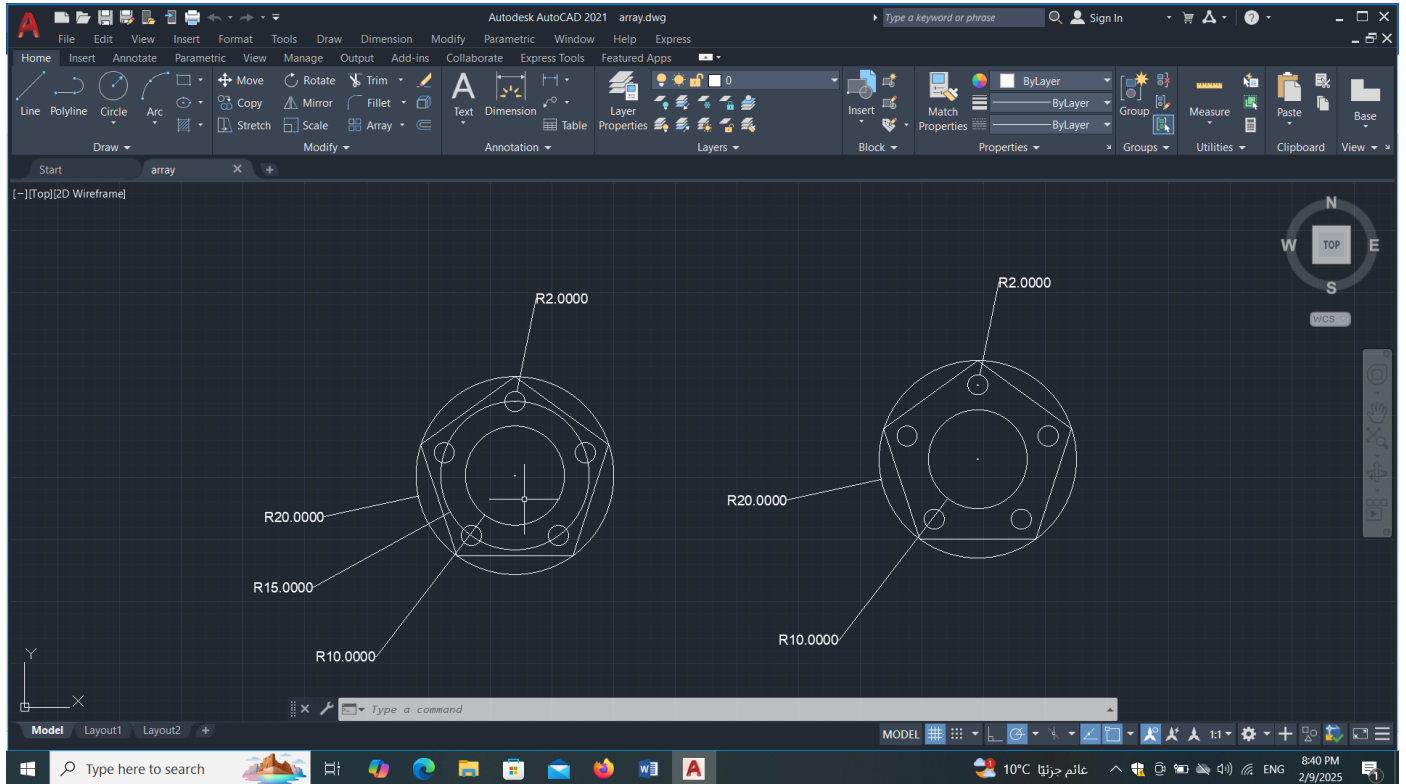 Autodesk AutoCAD 2021 array.dwg
Type a keyword or phrase
Sign In
File Edit View Insert Format Tools Draw Dimension Modify Parametric Window Help Express
Home Insert Annotate Parametric View Manage Output Add-ins Collaborate Express Tools Featured Apps
Line Polyline Circle Arc
Draw
Move Rotate Trim
Copy Mirror Fillet
Stretch Scale Array
Modify
Text Dimension Table
Annotation
Layer Properties
0
Layers
Insert
Block
Match Properties
ByLayer
ByLayer
ByLayer
Properties
Group
Groups
Measure
Utilities
Paste
Clipboard
Base
View
Start array
[−][Top][2D Wireframe]
N
W TOP E
S
WCS
R2.0000
R20.0000
R15.0000
R10.0000
R2.0000
R20.0000
R10.0000
Y
X
Type a command
Model Layout1 Layout2 +
MODEL 1:1
Type here to search
10°C غائم جزئيًا
ENG
8:40 PM
2/9/2025
1